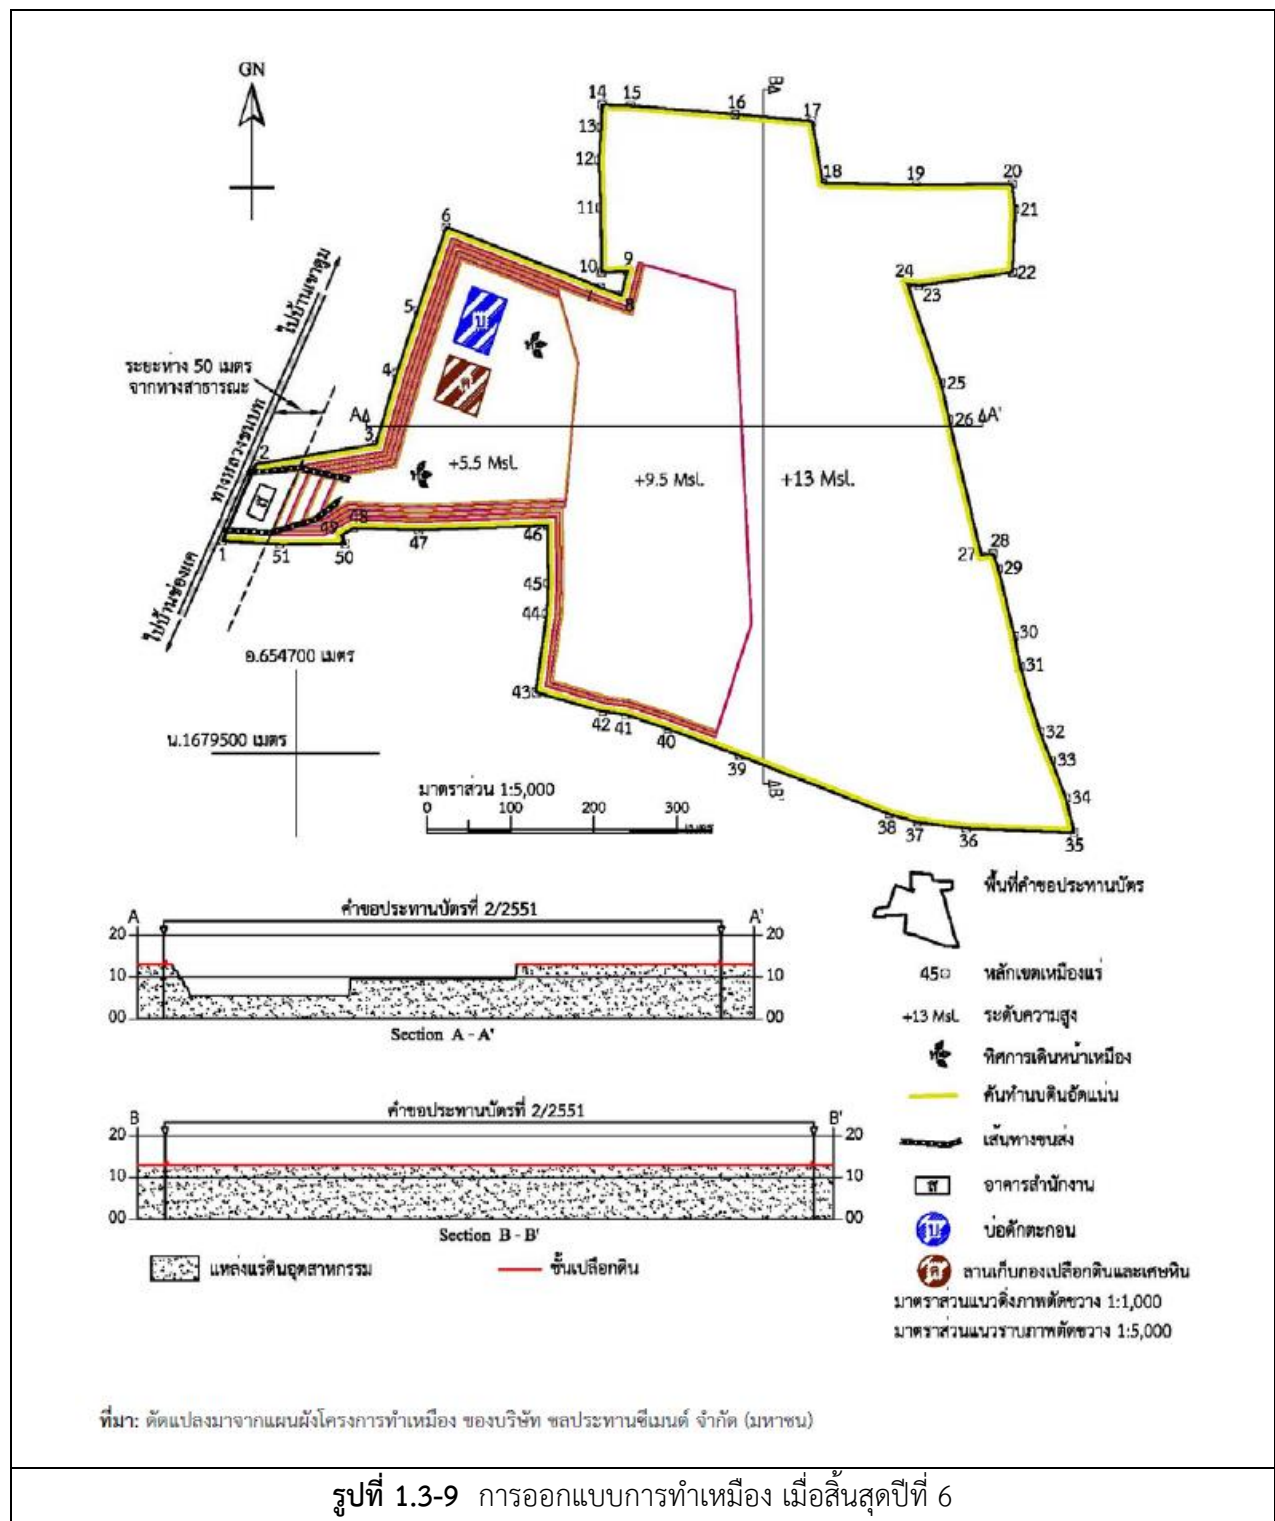 GN
14 15 16 17
B
13
12
11
18 19 20
21
22
6
9
10
24
23
7 8
5
บ
ไปบ้านเขาตูม
ระยะห่าง 50 เมตร
จากทางสาธารณะ
4
ค
25
A A'
26
3
ทางหลวงชนบท
2
+5.5 Msl.
+9.5 Msl.
+13 Msl.
ส
49 48
1 51 50 47 46
27 28
29
45
44
30
31
ไปบ้านช่องแค
อ.654700 เมตร
43
42 41
40
32
33
น.1679500 เมตร
39
34
มาตราส่วน 1:5,000
B'
0 100 200 300
เมตร
38 37 36 35
พื้นที่คำขอประทานบัตร
คำขอประทานบัตรที่ 2/2551
A A'
20 20
10 10
00 00
Section A - A'
45 หลักเขตเหมืองแร่
+13 Msl. ระดับความสูง
ทิศการเดินหน้าเหมือง
คันทำนบดินอัดแน่น
เส้นทางขนส่ง
ส อาคารสำนักงาน
บ บ่อดักตะกอน
ค ลานเก็บกองเปลือกดินและเศษหิน
คำขอประทานบัตรที่ 2/2551
B B'
20 20
10 10
00 00
Section B - B'
แหล่งแร่ดินอุตสาหกรรม
ชั้นเปลือกดิน
มาตราส่วนแนวดิ่งภาพตัดขวาง 1:1,000
มาตราส่วนแนวราบภาพตัดขวาง 1:5,000
ที่มา: ดัดแปลงมาจากแผนผังโครงการทำเหมือง ของบริษัท ชลประทานซีเมนต์ จำกัด (มหาชน)
รูปที่ 1.3-9 การออกแบบการทำเหมือง เมื่อสิ้นสุดปีที่ 6